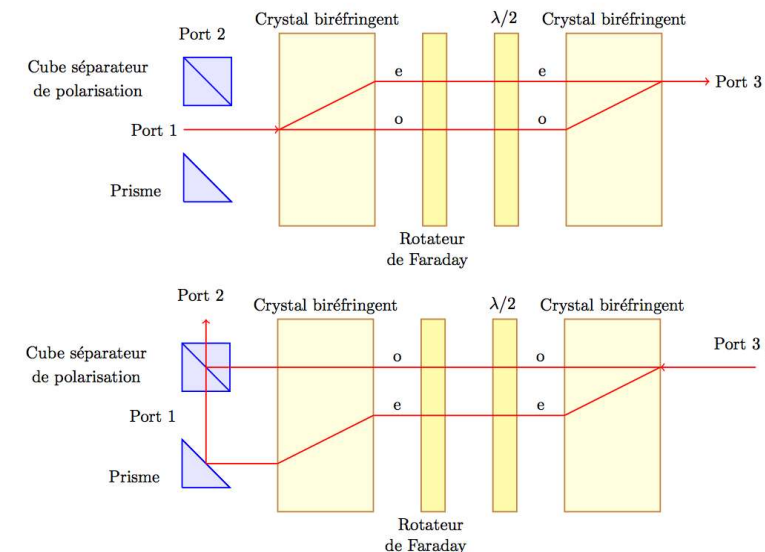 Crystal biréfringent
λ/2
Crystal biréfringent
Port 2
Cube séparateur
de polarisation
e
e
Port 3
o
o
Port 1
Prisme
Rotateur
de Faraday
Port 2
Crystal biréfringent
λ/2
Crystal biréfringent
Cube séparateur
de polarisation
o
o
Port 3
e
e
Port 1
Prisme
Rotateur
de Faraday